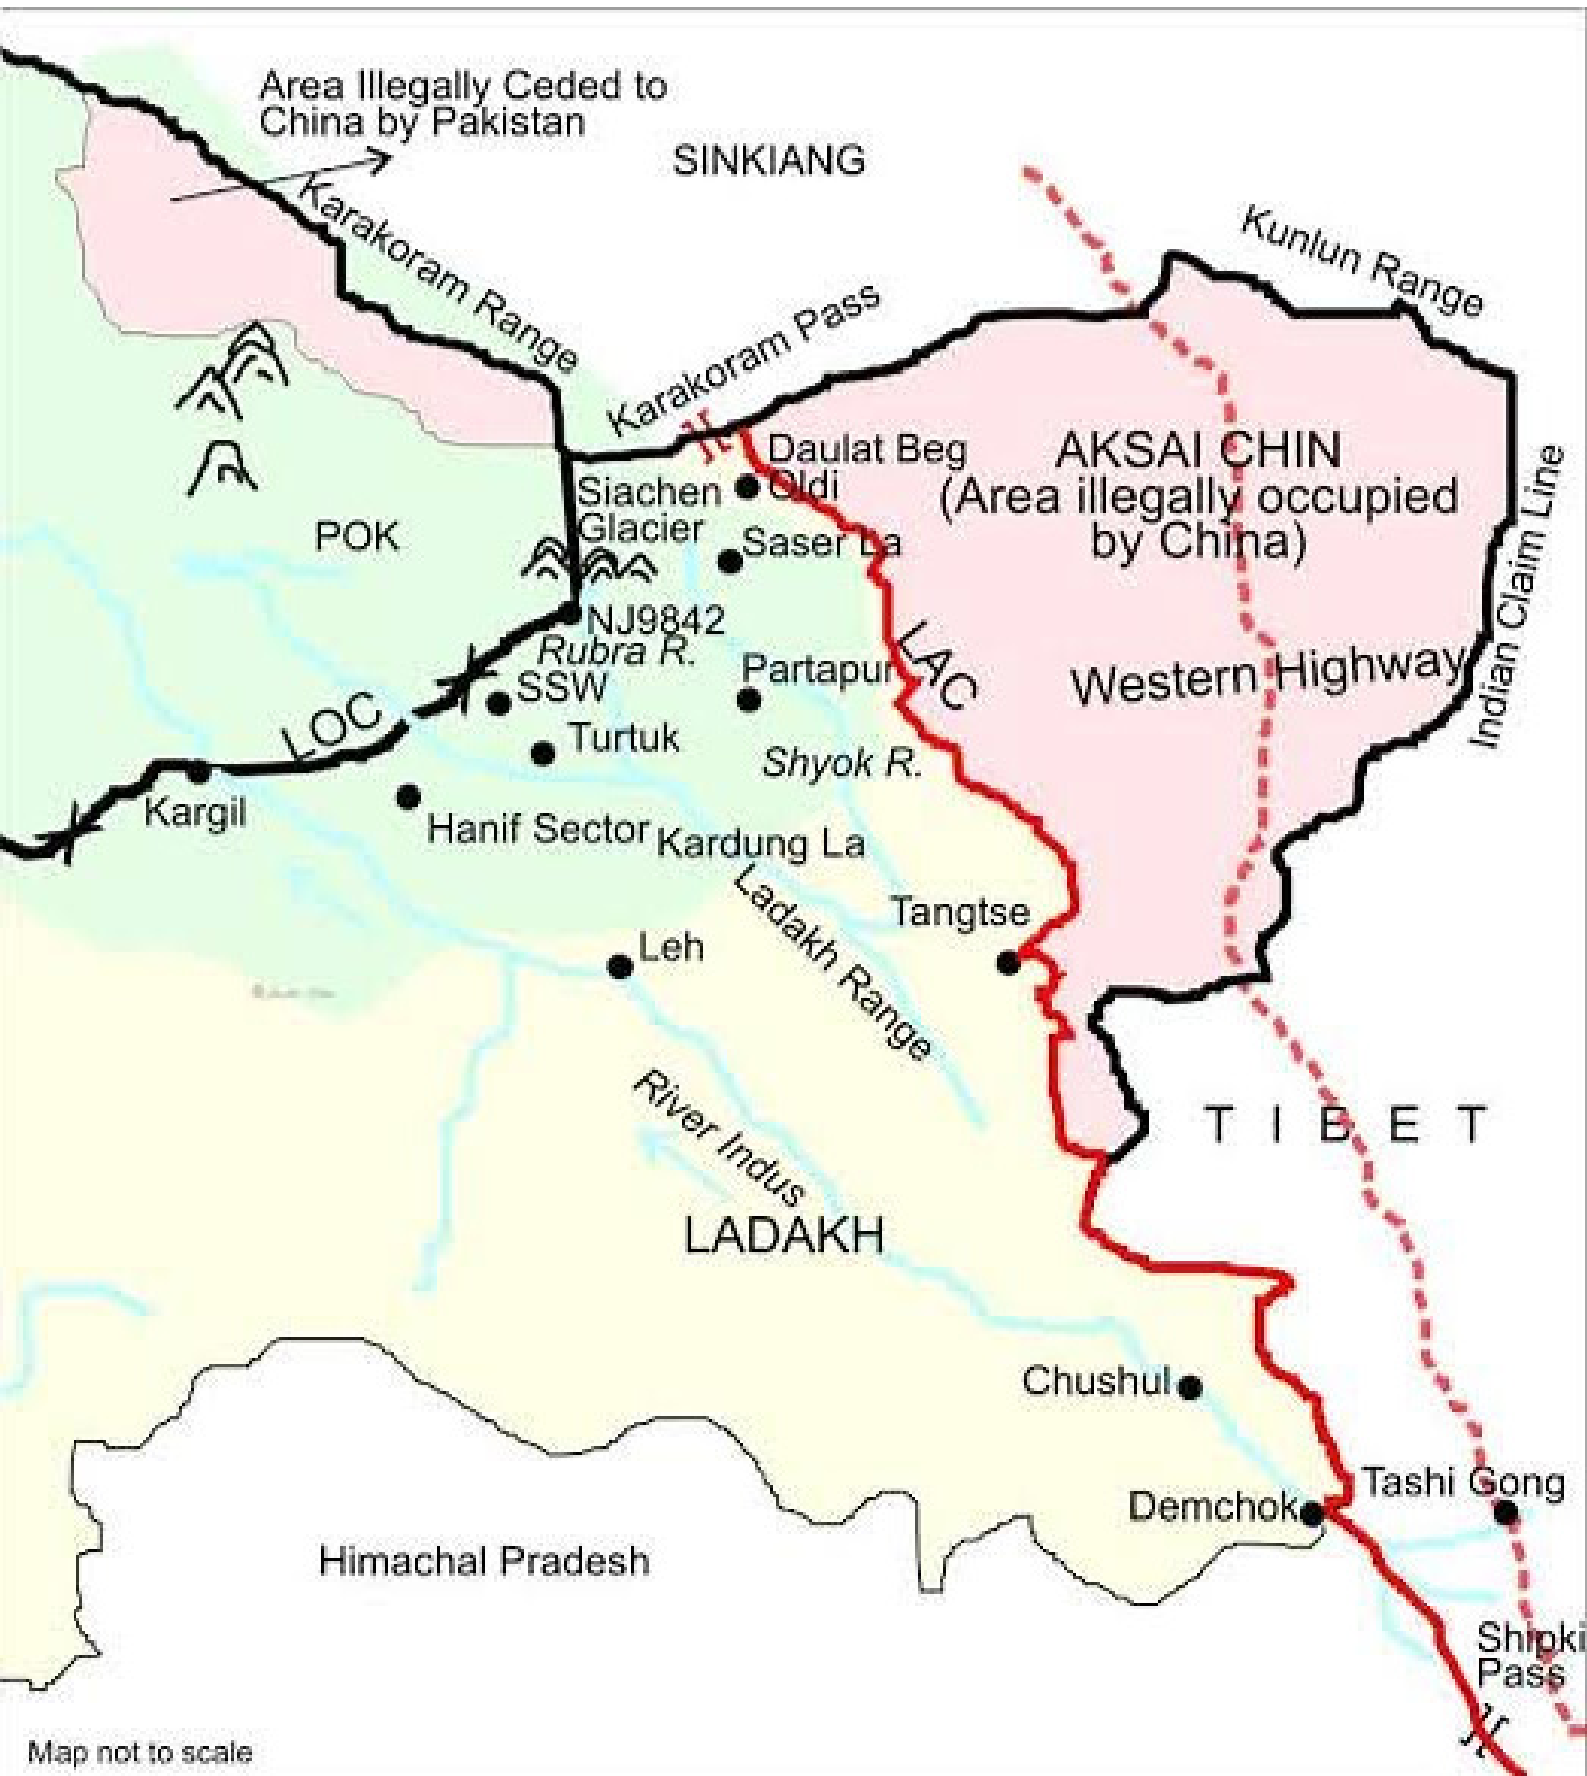 Area Illegally Ceded to
China by Pakistan
SINKIANG
Karakoram Range
Kunlun Range
Karakoram Pass
Daulat Beg
Oldi
AKSAI CHIN
(Area illegally occupied
by China)
Siachen
Glacier
POK
Saser La
Indian Claim Line
NJ9842
Rubra R.
LAC
Partapur
Western Highway
SSW
LOC
Turtuk
Shyok R.
Kargil
Hanif Sector
Kardung La
Ladakh Range
Tangtse
Leh
River Indus
TIBET
LADAKH
Chushul
Tashi Gong
Demchok
Himachal Pradesh
Shipki
Pass
Map not to scale